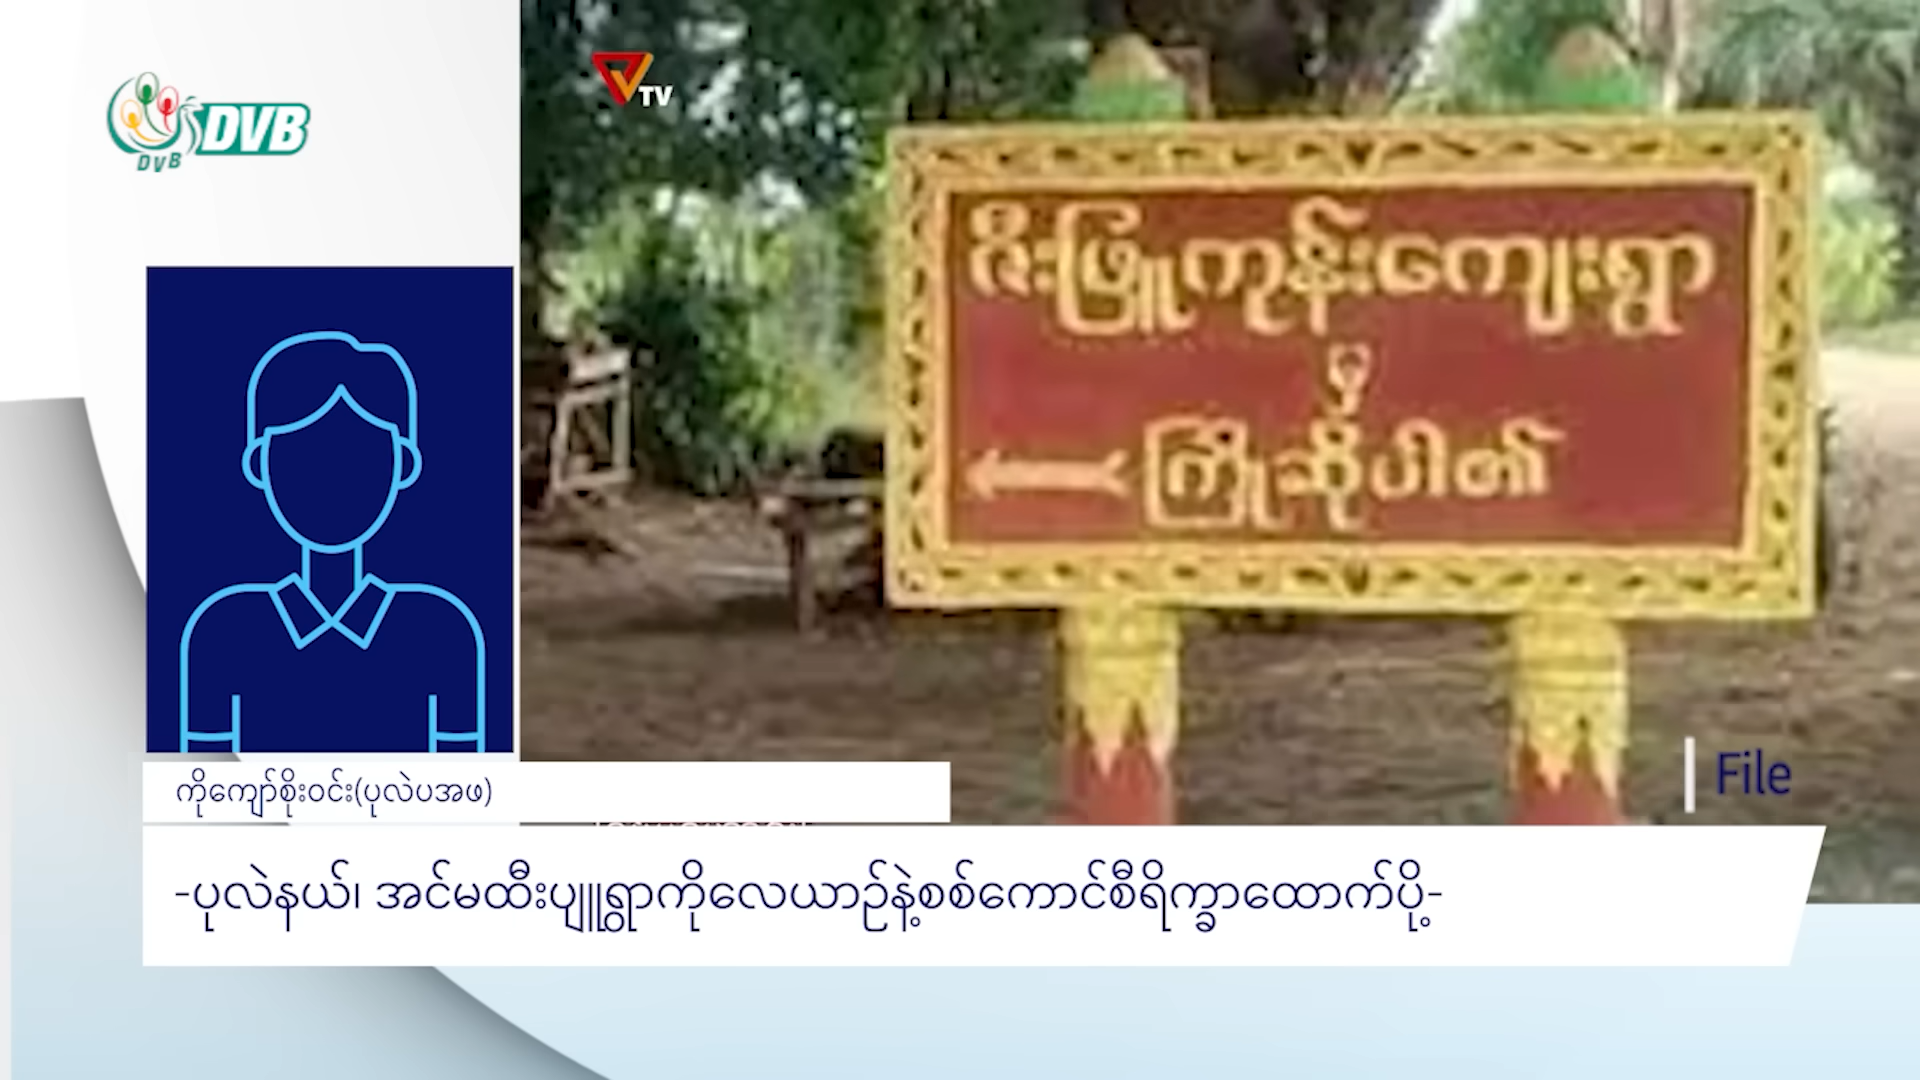 DVB
DVB
TV
ဇီးဖြူကုန်းကျေးရွာ
မှ
ကြိုဆိုပါ၏
File
ကိုကျော်စိုးဝင်း(ပုလဲပအဖ)
-ပုလဲနယ်၊ အင်မထီးပျူရွာကိုလေယာဉ်နဲ့စစ်ကောင်စီရိက္ခာထောက်ပို့-